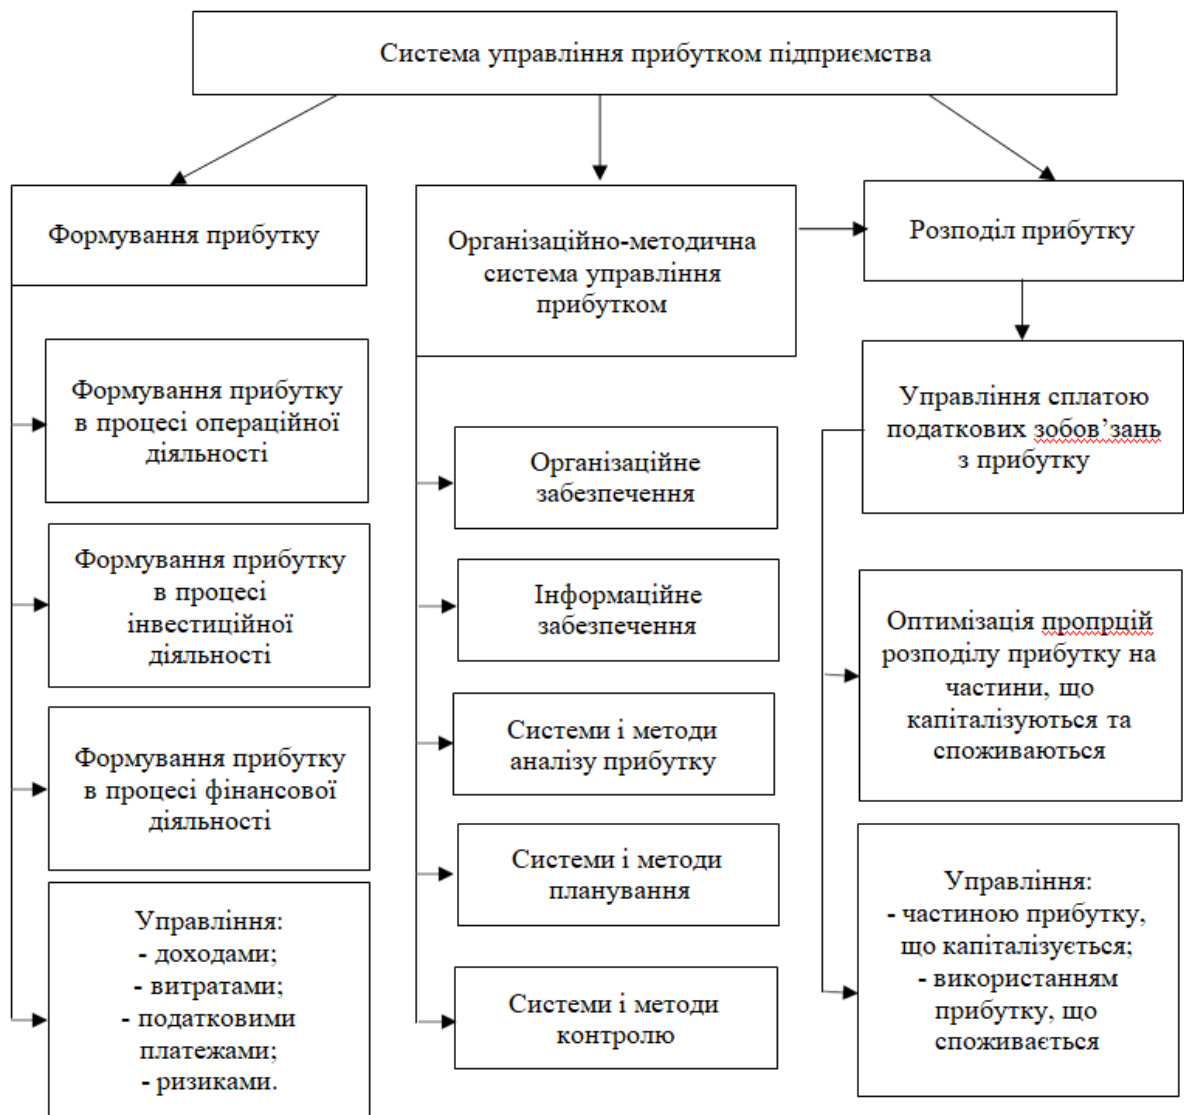 Система управління прибутком підприємства
Формування прибутку
Формування прибутку
в процесі операційної
діяльності
Формування прибутку
в процесі
інвестиційної
діяльності
Формування прибутку
в процесі фінансової
діяльності
Управління:
- доходами;
- витратами;
- податковими
платежами;
- ризиками.
Організаційно-методична
система управління
прибутком
Організаційне
забезпечення
Інформаційне
забезпечення
Системи і методи
аналізу прибутку
Системи і методи
планування
Системи і методи
контролю
Розподіл прибутку
Управління сплатою
податкових зобов’зань
з прибутку
Оптимізація пропрцій
розподілу прибутку на
частини, що
капіталізуються та
споживаються
Управління:
- частиною прибутку,
що капіталізується;
- використанням
прибутку, що
споживається